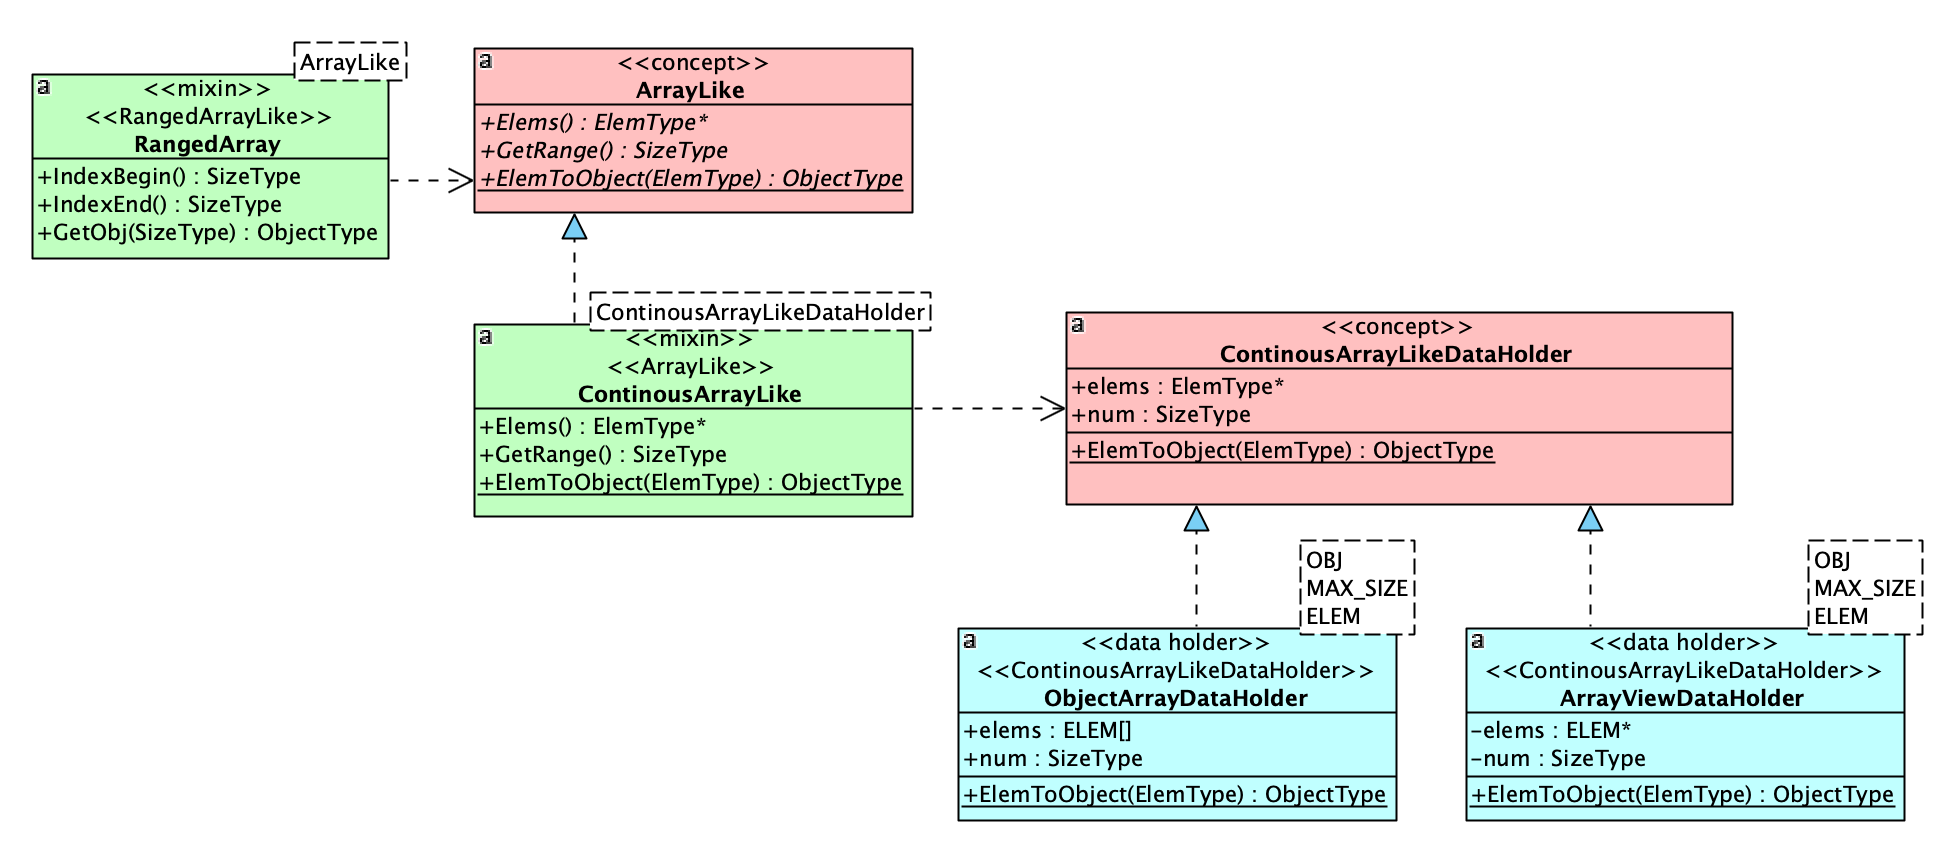 ArrayLike
a
<<mixin>>
<<RangedArrayLike>>
RangedArray
+IndexBegin() : SizeType
+IndexEnd() : SizeType
+GetObj(SizeType) : ObjectType
a
<<concept>>
ArrayLike
+Elems() : ElemType*
+GetRange() : SizeType
+ElemToObject(ElemType) : ObjectType
ContinousArrayLikeDataHolder
a
<<mixin>>
<<ArrayLike>>
ContinousArrayLike
+Elems() : ElemType*
+GetRange() : SizeType
+ElemToObject(ElemType) : ObjectType
a
<<concept>>
ContinousArrayLikeDataHolder
+elems : ElemType*
+num : SizeType
+ElemToObject(ElemType) : ObjectType
OBJ
MAX_SIZE
ELEM
a
<<data holder>>
<<ContinousArrayLikeDataHolder>>
ObjectArrayDataHolder
+elems : ELEM[]
+num : SizeType
+ElemToObject(ElemType) : ObjectType
OBJ
MAX_SIZE
ELEM
a
<<data holder>>
<<ContinousArrayLikeDataHolder>>
ArrayViewDataHolder
-elems : ELEM*
-num : SizeType
+ElemToObject(ElemType) : ObjectType